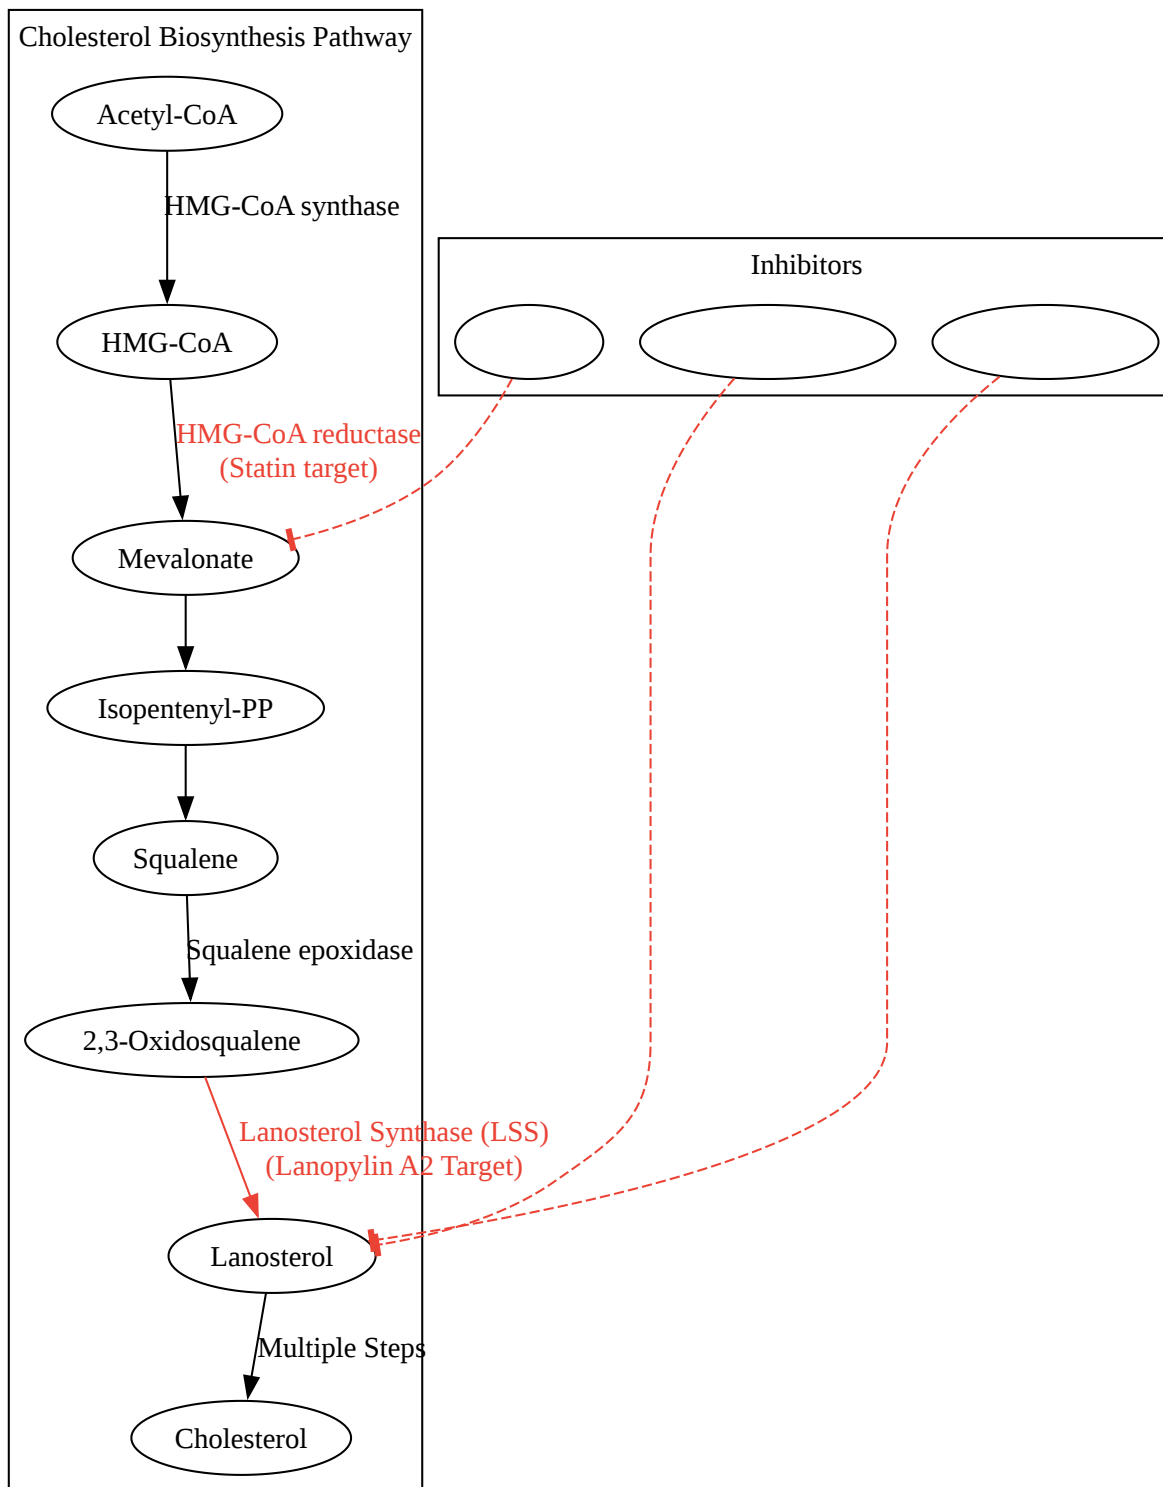 Cholesterol Biosynthesis Pathway
Acetyl-CoA
HMG-CoA synthase
Inhibitors
HMG-CoA
HMG-CoA reductase
(Statin target)
Mevalonate
Isopentenyl-PP
Squalene
Squalene epoxidase
2,3-Oxidosqualene
Lanosterol Synthase (LSS)
(Lanopylin A2 Target)
Lanosterol
Multiple Steps
Cholesterol